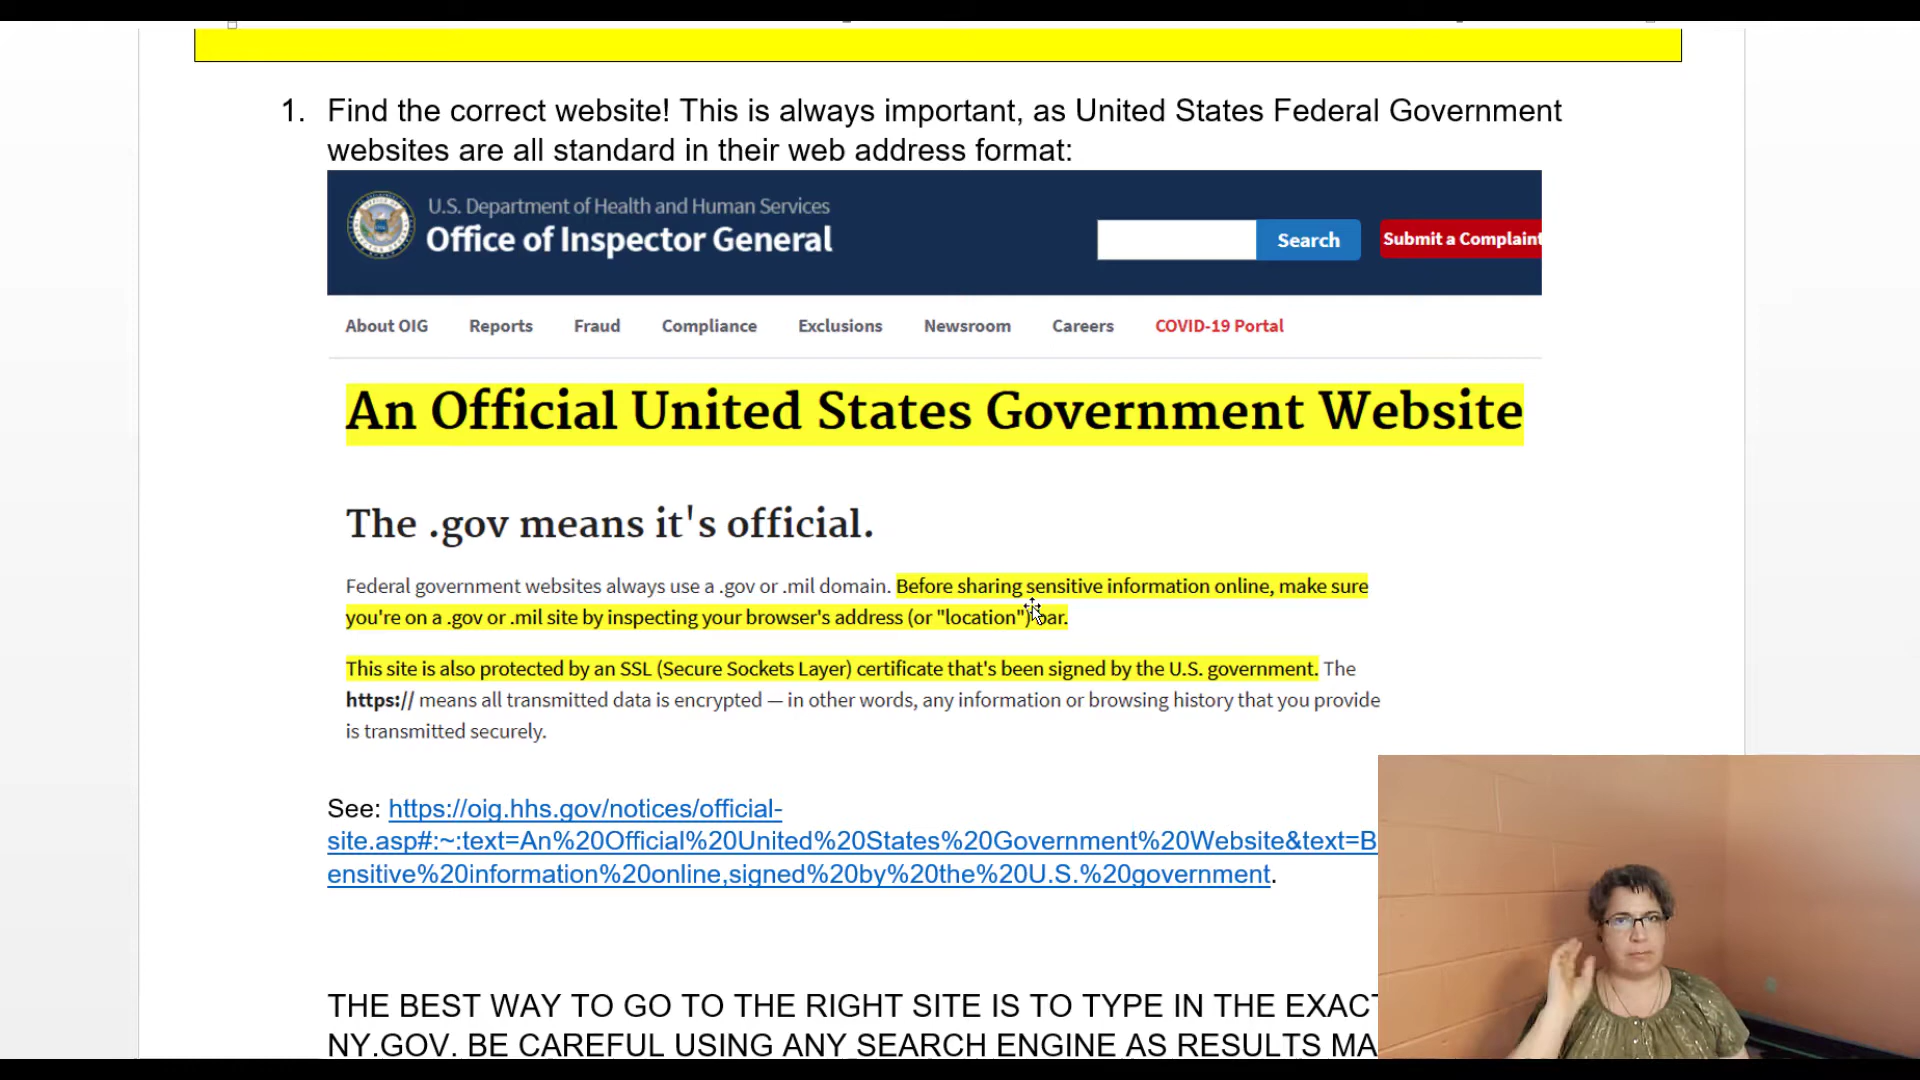 1. Find the correct website! This is always important, as United States Federal Government
websites are all standard in their web address format:
U.S. Department of Health and Human Services
Office of Inspector General
Search
Submit a Complaint
About OIG Reports Fraud Compliance Exclusions Newsroom Careers COVID-19 Portal
An Official United States Government Website
The .gov means it's official.
Federal government websites always use a .gov or .mil domain. Before sharing sensitive information online, make sure
you're on a .gov or .mil site by inspecting your browser's address (or "location") bar.
This site is also protected by an SSL (Secure Sockets Layer) certificate that's been signed by the U.S. government. The
https:// means all transmitted data is encrypted — in other words, any information or browsing history that you provide
is transmitted securely.
See: https://oig.hhs.gov/notices/official-
site.asp#:~:text=An%20Official%20United%20States%20Government%20Website&text=B
ensitive%20information%20online,signed%20by%20the%20U.S.%20government.
THE BEST WAY TO GO TO THE RIGHT SITE IS TO TYPE IN THE EXACT
NY.GOV. BE CAREFUL USING ANY SEARCH ENGINE AS RESULTS MA